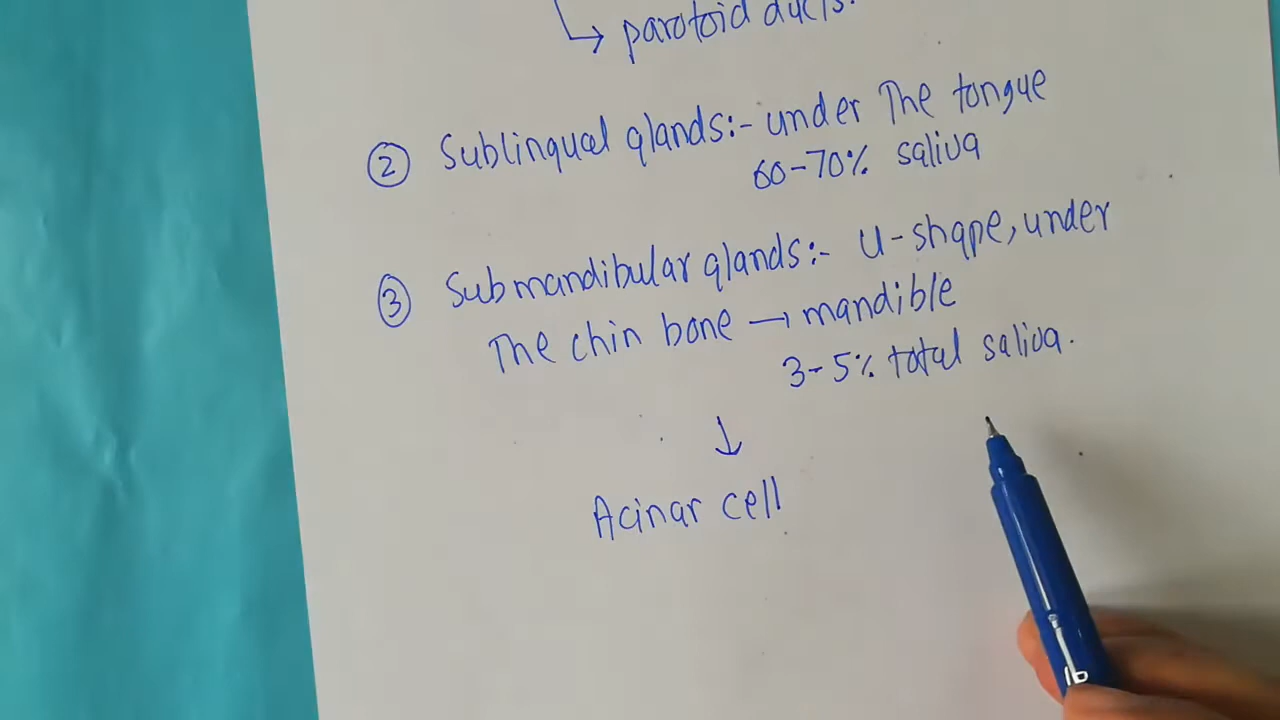 ↳ parotoid ducts.
② Sublingual glands:- under The tongue
60-70% saliva
③ Submandibular glands:- U-shape, under
The chin bone → mandible
3-5% total saliva.
↓
Acinar cell